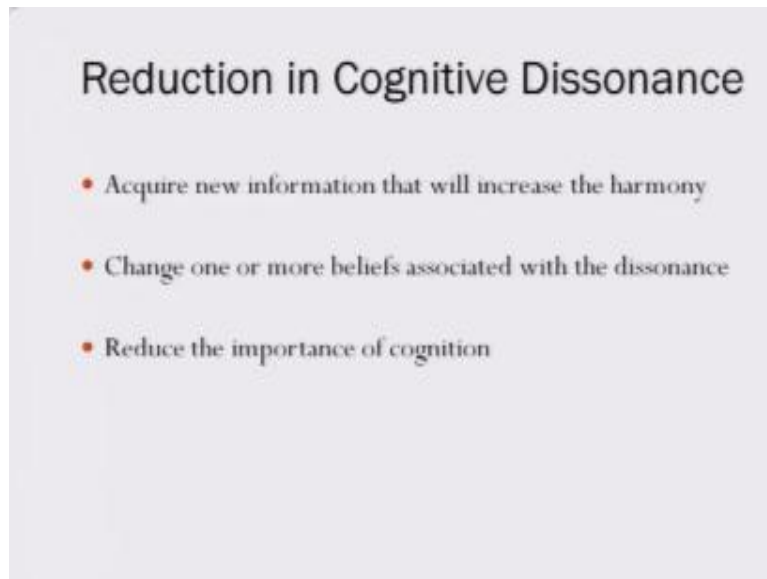 Reduction in Cognitive Dissonance
• Acquire new information that will increase the harmony
• Change one or more beliefs associated with the dissonance
• Reduce the importance of cognition